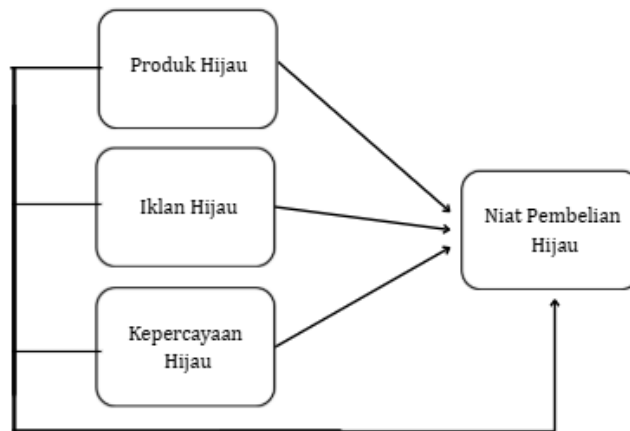 Produk Hijau
Iklan Hijau
Niat Pembelian
Hijau
Kepercayaan
Hijau